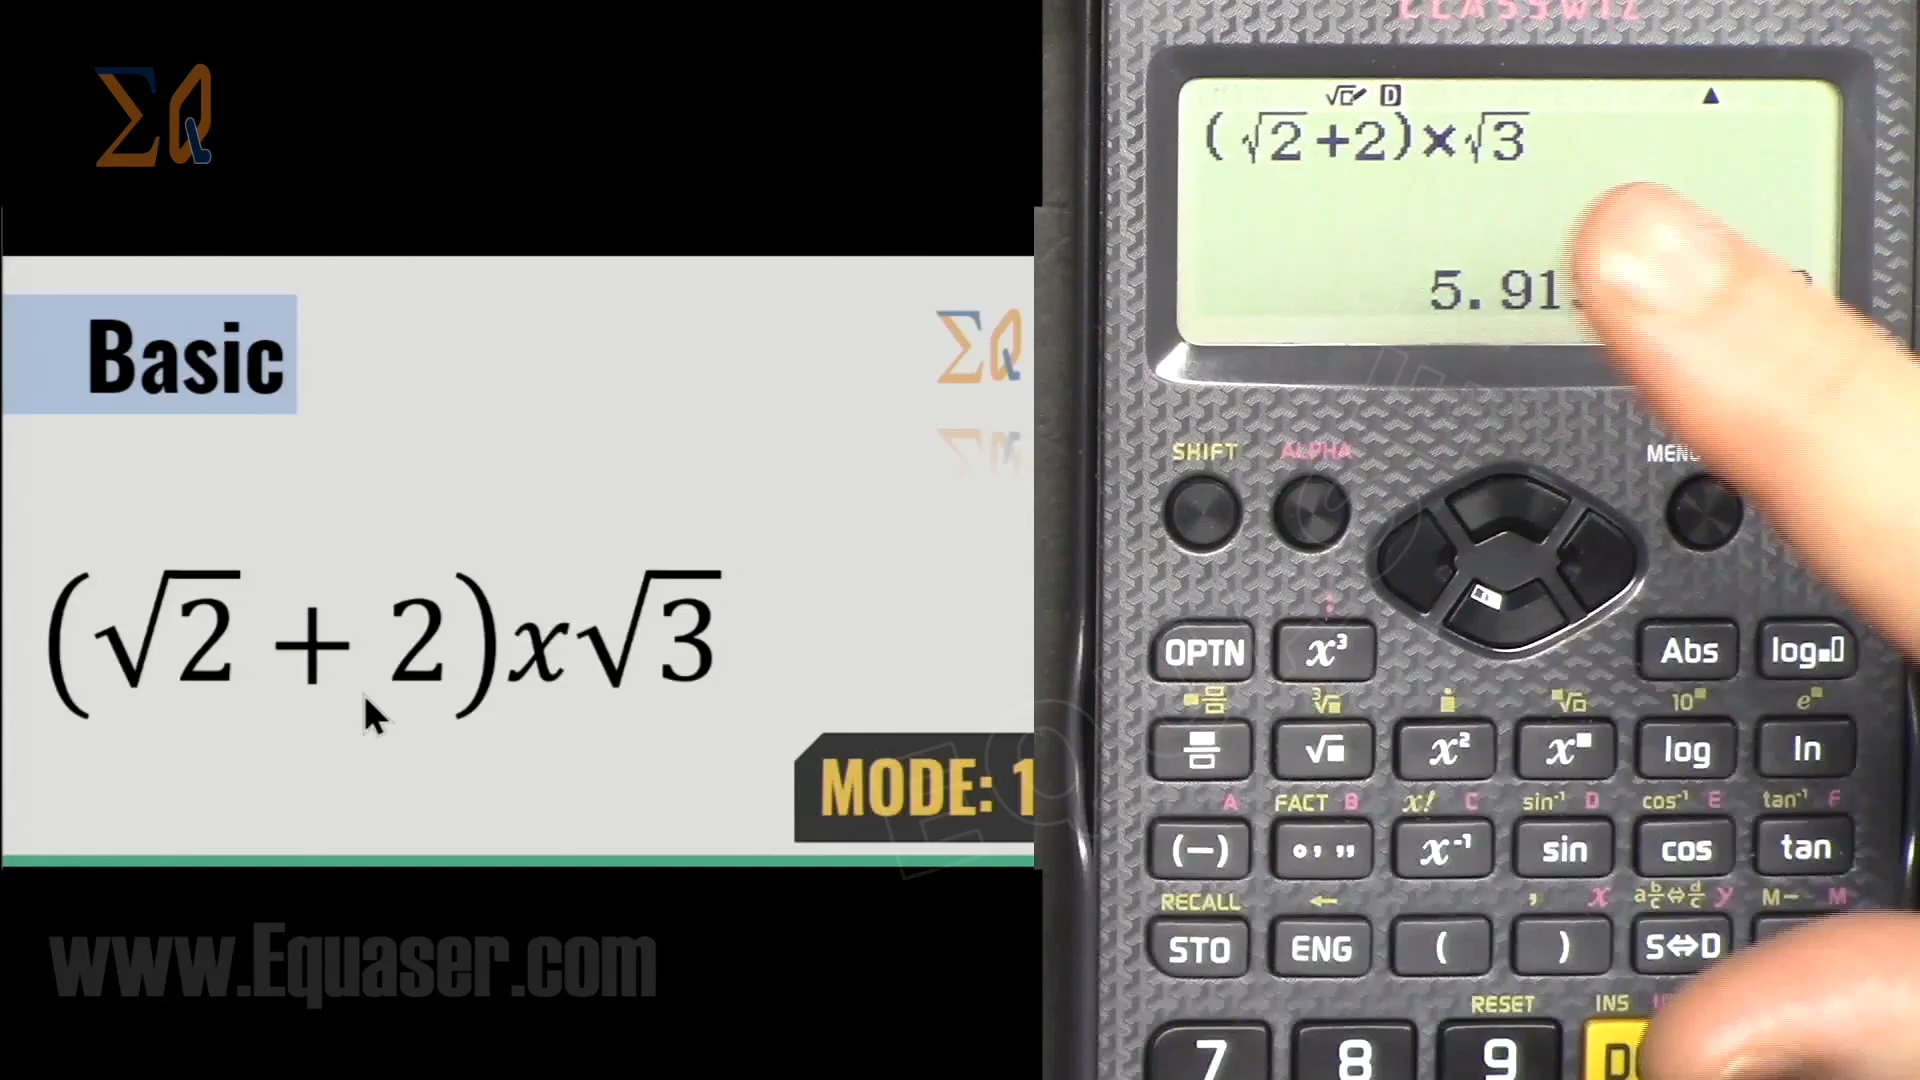 Basic
(√2 + 2)x√3
MODE: 1
www.Equaser.com
CLASSWIZ
(√2+2)×√3
5.91
SHIFT ALPHA
OPTN x³ Abs log▪▯
³√▪ ▪√▯ 10▪ e▪
√▪ x² x▪ log ln
A FACT B x! C sin⁻¹ D cos⁻¹ E tan⁻¹ F
(−) ° ’ ” x⁻¹ sin cos tan
RECALL ← , x a b/c⇔d/c y M− M
STO ENG ( ) S⇔D
RESET INS
7 8 9